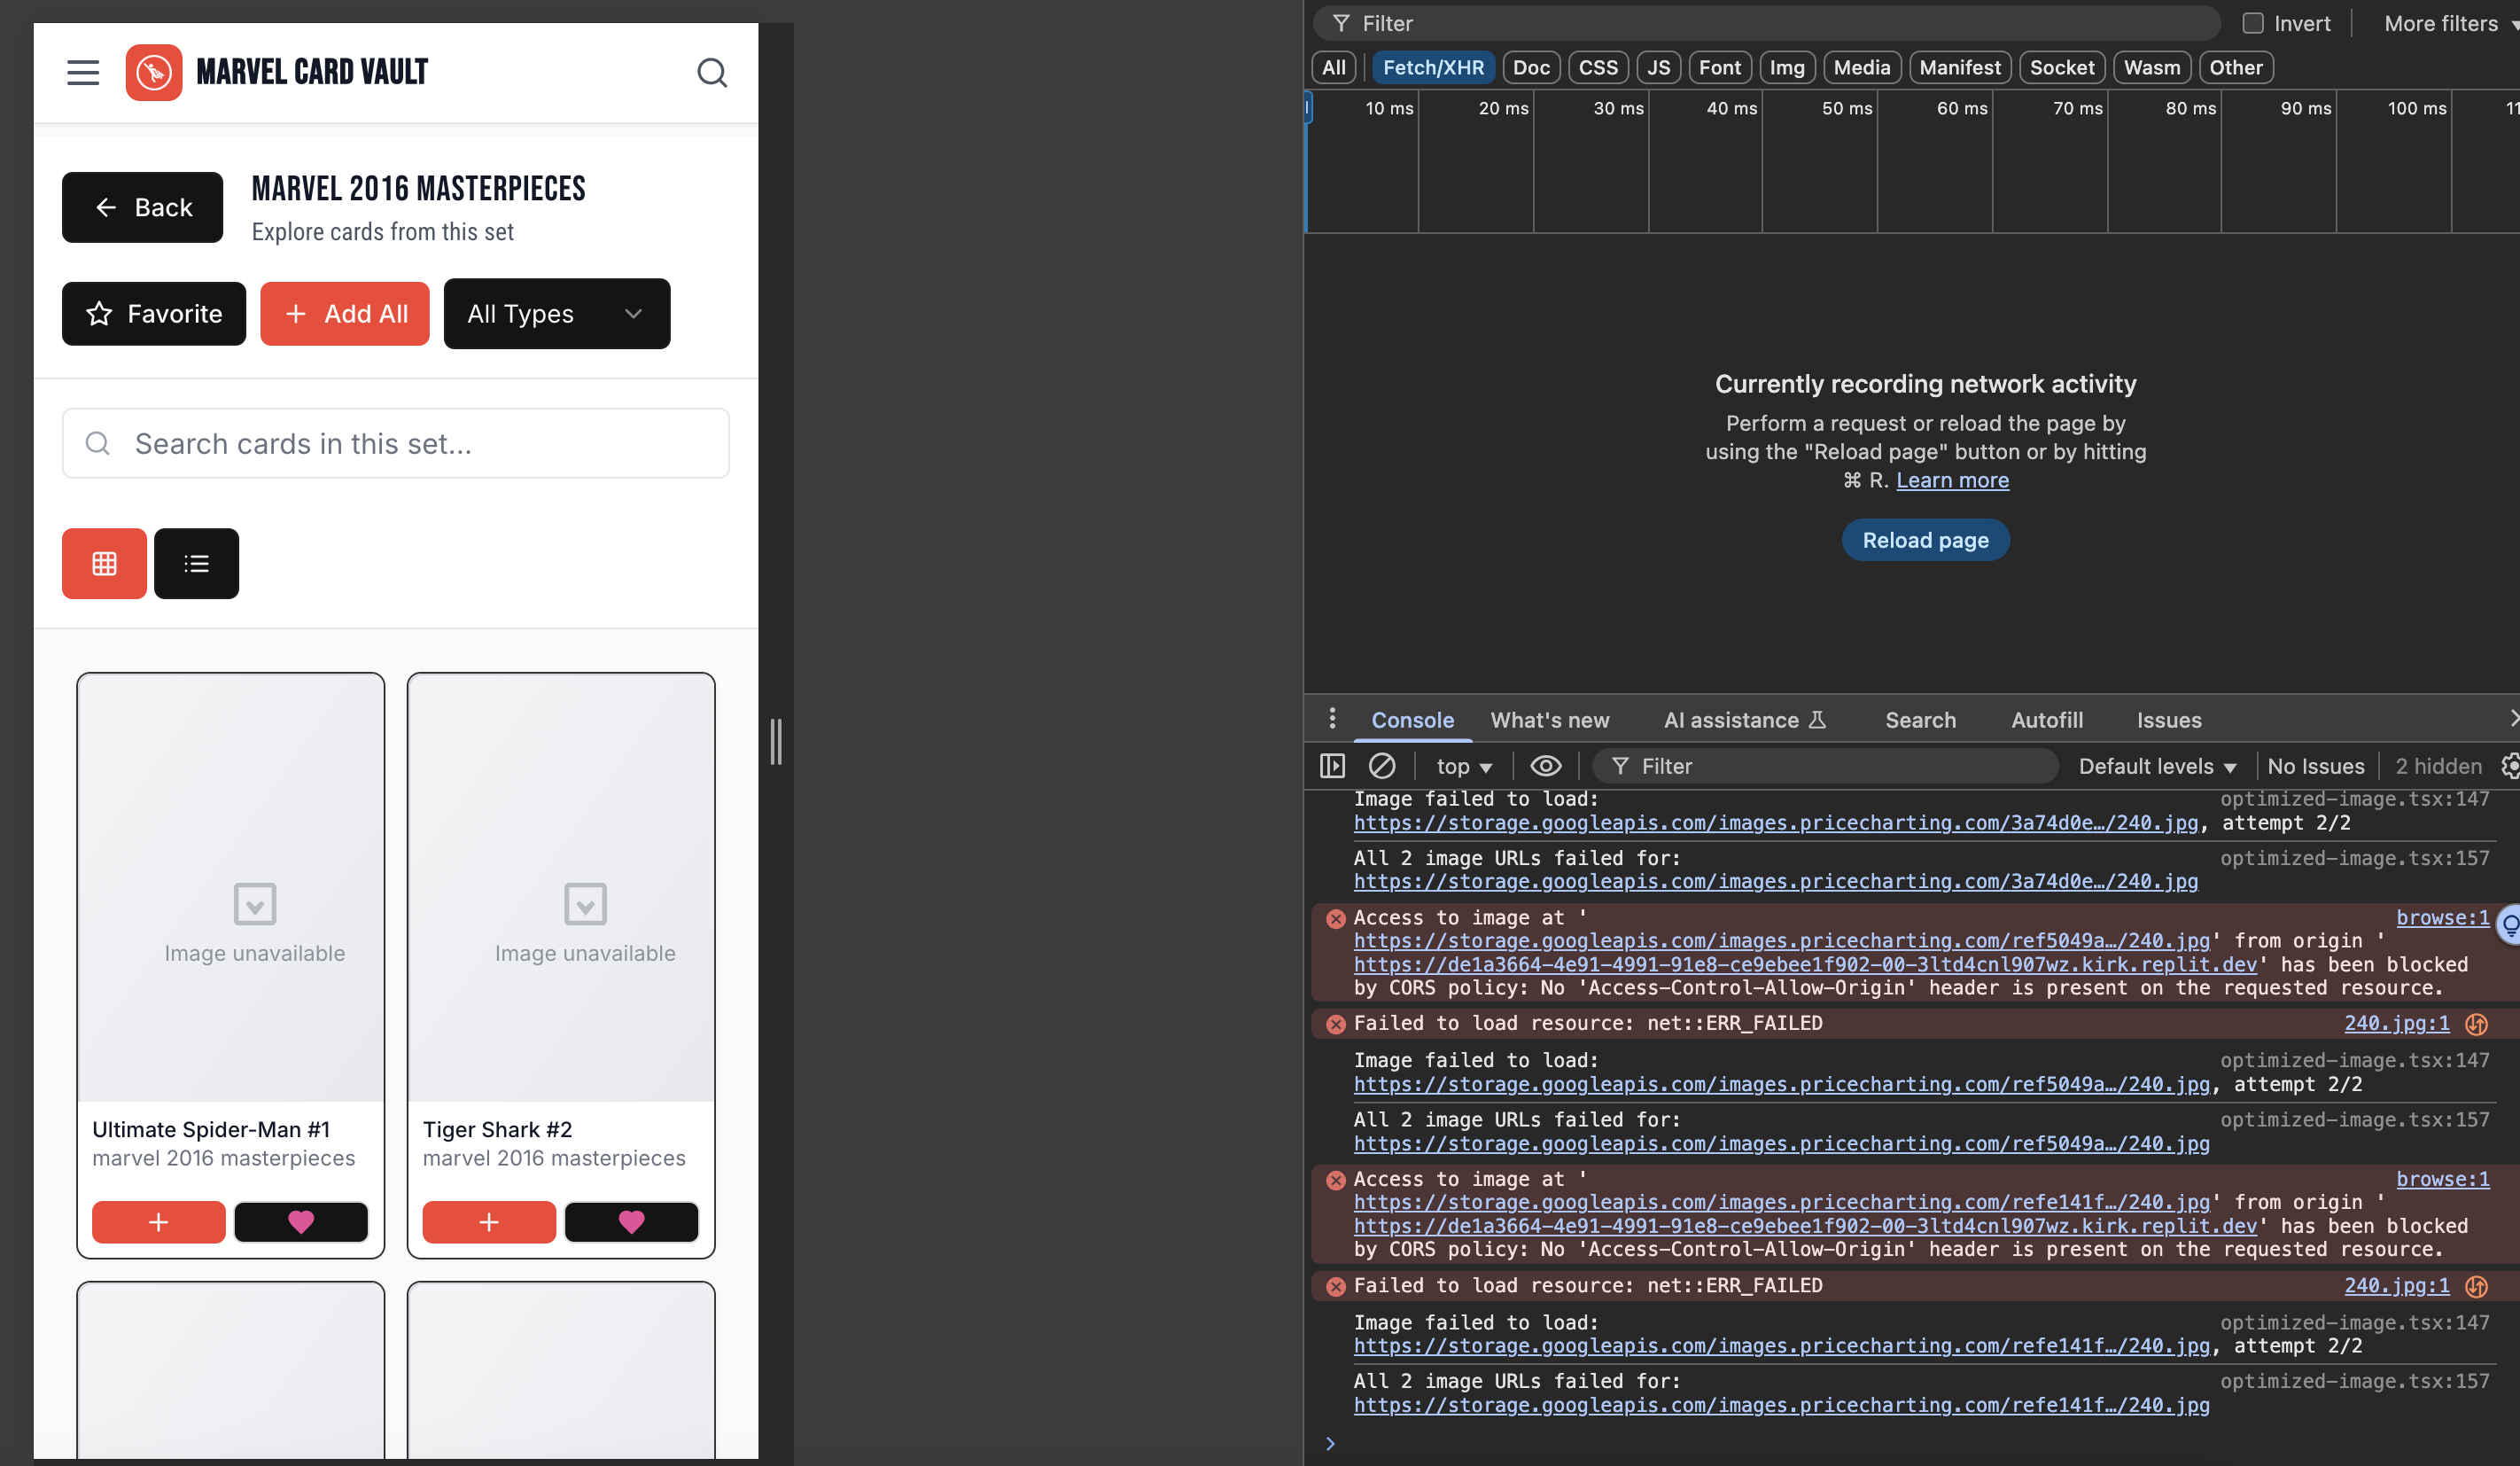 MARVEL CARD VAULT
Back
MARVEL 2016 MASTERPIECES
Explore cards from this set
Favorite
Add All
All Types
Search cards in this set...
Image unavailable
Image unavailable
Ultimate Spider-Man #1
marvel 2016 masterpieces
Tiger Shark #2
marvel 2016 masterpieces
Filter
Invert
More filters
All
Fetch/XHR
Doc
CSS
JS
Font
Img
Media
Manifest
Socket
Wasm
Other
10 ms
20 ms
30 ms
40 ms
50 ms
60 ms
70 ms
80 ms
90 ms
100 ms
11
Currently recording network activity
Perform a request or reload the page by
using the "Reload page" button or by hitting
⌘ R. Learn more
Reload page
Console
What's new
AI assistance
Search
Autofill
Issues
top
Filter
Default levels
No Issues
2 hidden
Image failed to load: optimized-image.tsx:147
https://storage.googleapis.com/images.pricecharting.com/3a74d0e…/240.jpg, attempt 2/2
All 2 image URLs failed for: optimized-image.tsx:157
https://storage.googleapis.com/images.pricecharting.com/3a74d0e…/240.jpg
Access to image at ' browse:1
https://storage.googleapis.com/images.pricecharting.com/ref5049a…/240.jpg' from origin '
https://de1a3664-4e91-4991-91e8-ce9ebee1f902-00-3ltd4cnl907wz.kirk.replit.dev' has been blocked
by CORS policy: No 'Access-Control-Allow-Origin' header is present on the requested resource.
Failed to load resource: net::ERR_FAILED 240.jpg:1
Image failed to load: optimized-image.tsx:147
https://storage.googleapis.com/images.pricecharting.com/ref5049a…/240.jpg, attempt 2/2
All 2 image URLs failed for: optimized-image.tsx:157
https://storage.googleapis.com/images.pricecharting.com/ref5049a…/240.jpg
Access to image at ' browse:1
https://storage.googleapis.com/images.pricecharting.com/refe141f…/240.jpg' from origin '
https://de1a3664-4e91-4991-91e8-ce9ebee1f902-00-3ltd4cnl907wz.kirk.replit.dev' has been blocked
by CORS policy: No 'Access-Control-Allow-Origin' header is present on the requested resource.
Failed to load resource: net::ERR_FAILED 240.jpg:1
Image failed to load: optimized-image.tsx:147
https://storage.googleapis.com/images.pricecharting.com/refe141f…/240.jpg, attempt 2/2
All 2 image URLs failed for: optimized-image.tsx:157
https://storage.googleapis.com/images.pricecharting.com/refe141f…/240.jpg